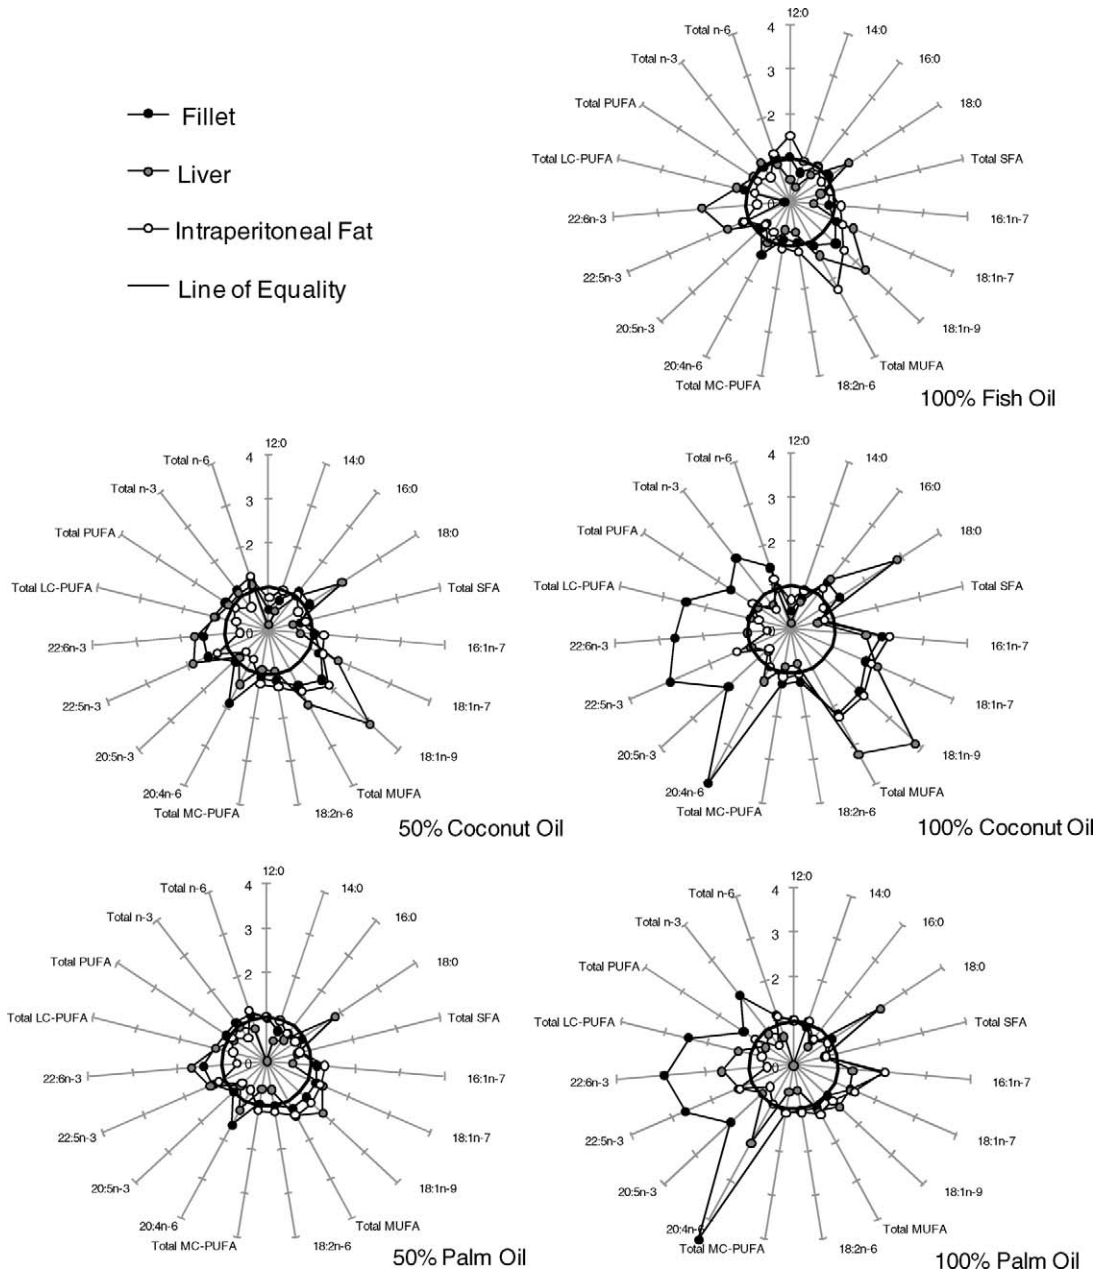 Fillet
Liver
Intraperitoneal Fat
Line of Equality
12:0
14:0
16:0
18:0
Total SFA
16:1n-7
18:1n-7
18:1n-9
Total MUFA
18:2n-6
Total MC-PUFA
20:4n-6
20:5n-3
22:5n-3
22:6n-3
Total LC-PUFA
Total PUFA
Total n-3
Total n-6
4
3
2
0
100% Fish Oil
12:0
14:0
16:0
18:0
Total SFA
16:1n-7
18:1n-7
18:1n-9
Total MUFA
18:2n-6
Total MC-PUFA
20:4n-6
20:5n-3
22:5n-3
22:6n-3
Total LC-PUFA
Total PUFA
Total n-3
Total n-6
4
3
2
0
50% Coconut Oil
12:0
14:0
16:0
18:0
Total SFA
16:1n-7
18:1n-7
18:1n-9
Total MUFA
18:2n-6
Total MC-PUFA
20:4n-6
20:5n-3
22:5n-3
22:6n-3
Total LC-PUFA
Total PUFA
Total n-3
Total n-6
4
3
2
0
100% Coconut Oil
12:0
14:0
16:0
18:0
Total SFA
16:1n-7
18:1n-7
18:1n-9
Total MUFA
18:2n-6
Total MC-PUFA
20:4n-6
20:5n-3
22:5n-3
22:6n-3
Total LC-PUFA
Total PUFA
Total n-3
Total n-6
4
3
2
0
50% Palm Oil
12:0
14:0
16:0
18:0
Total SFA
16:1n-7
18:1n-7
18:1n-9
Total MUFA
18:2n-6
Total MC-PUFA
20:4n-6
20:5n-3
22:5n-3
22:6n-3
Total LC-PUFA
Total PUFA
Total n-3
Total n-6
4
3
2
0
100% Palm Oil